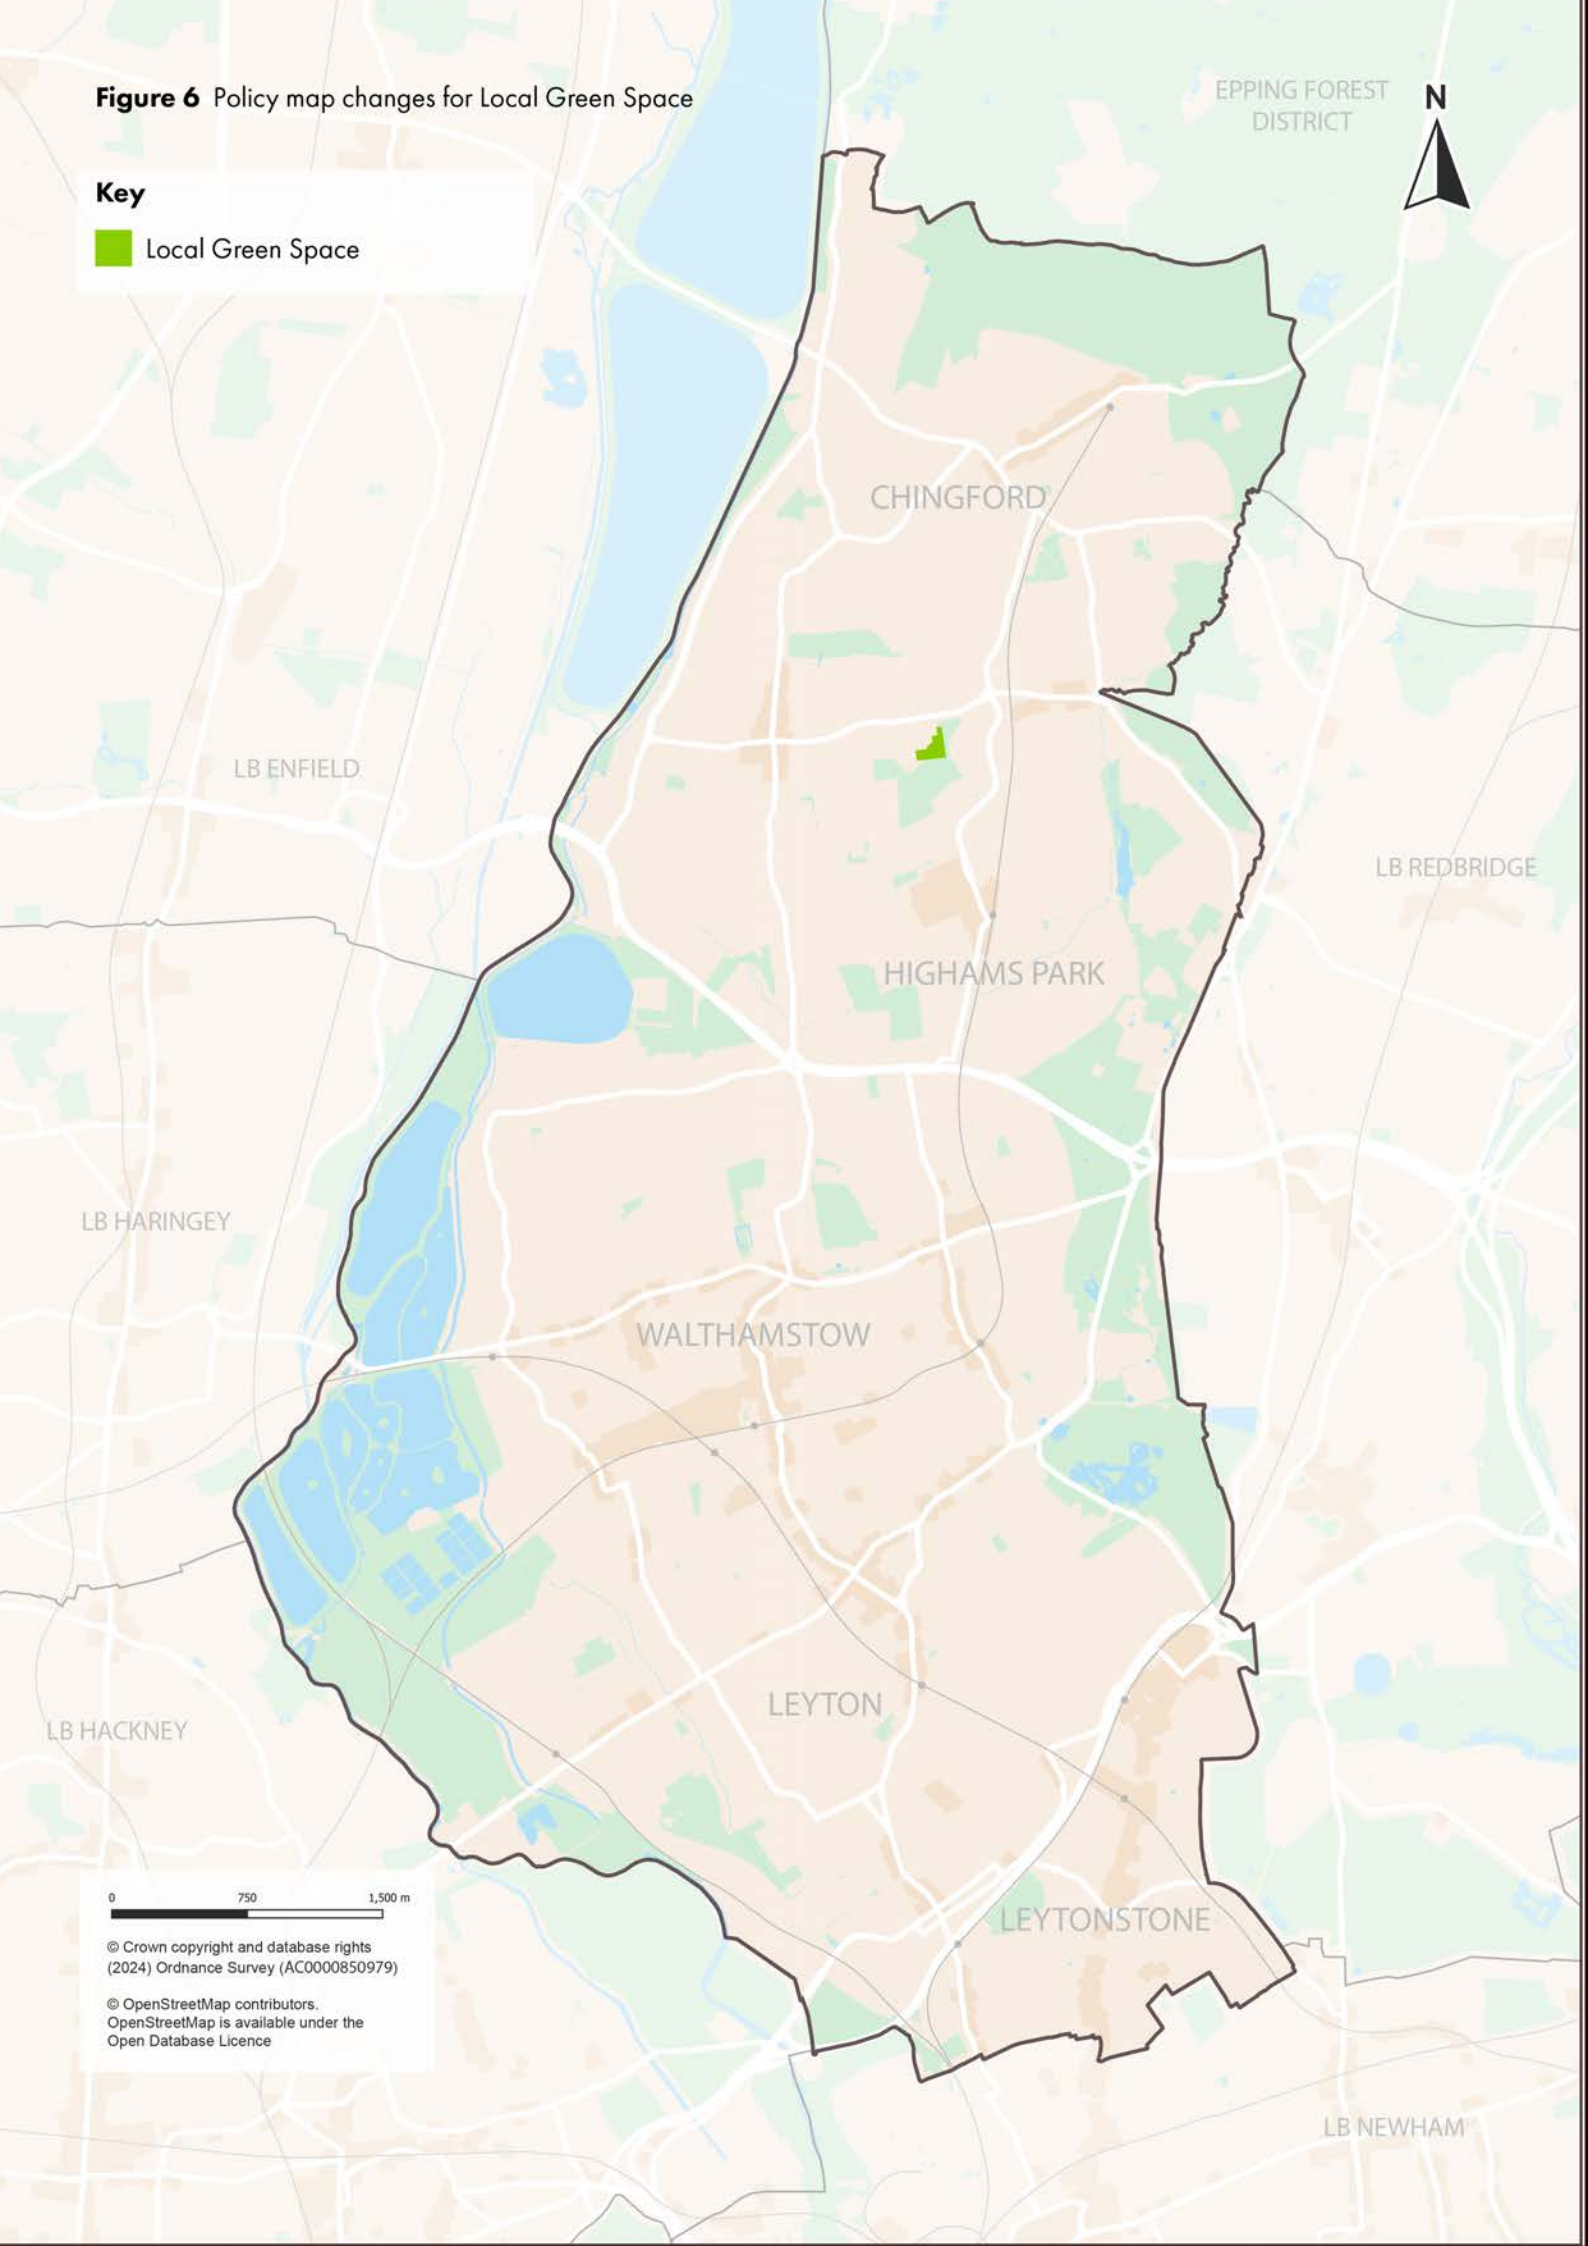 Figure 6 Policy map changes for Local Green Space
EPPING FOREST
DISTRICT
N
Key
Local Green Space
CHINGFORD
LB ENFIELD
LB REDBRIDGE
HIGHAMS PARK
LB HARINGEY
WALTHAMSTOW
LEYTON
LB HACKNEY
0 750 1,500 m
LEYTONSTONE
© Crown copyright and database rights
(2024) Ordnance Survey (AC0000850979)
© OpenStreetMap contributors.
OpenStreetMap is available under the
Open Database Licence
LB NEWHAM